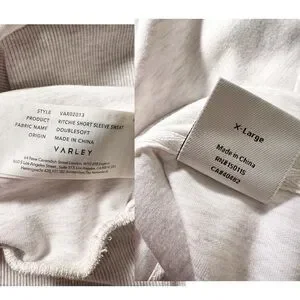 STYLE VAR02013
PRODUCT RITCHIE SHORT SLEEVE SWEAT
FABRIC NAME DOUBLESOFT
ORIGIN MADE IN CHINA
VARLEY
X-Large
Made in China
RN#150115
CA#40482